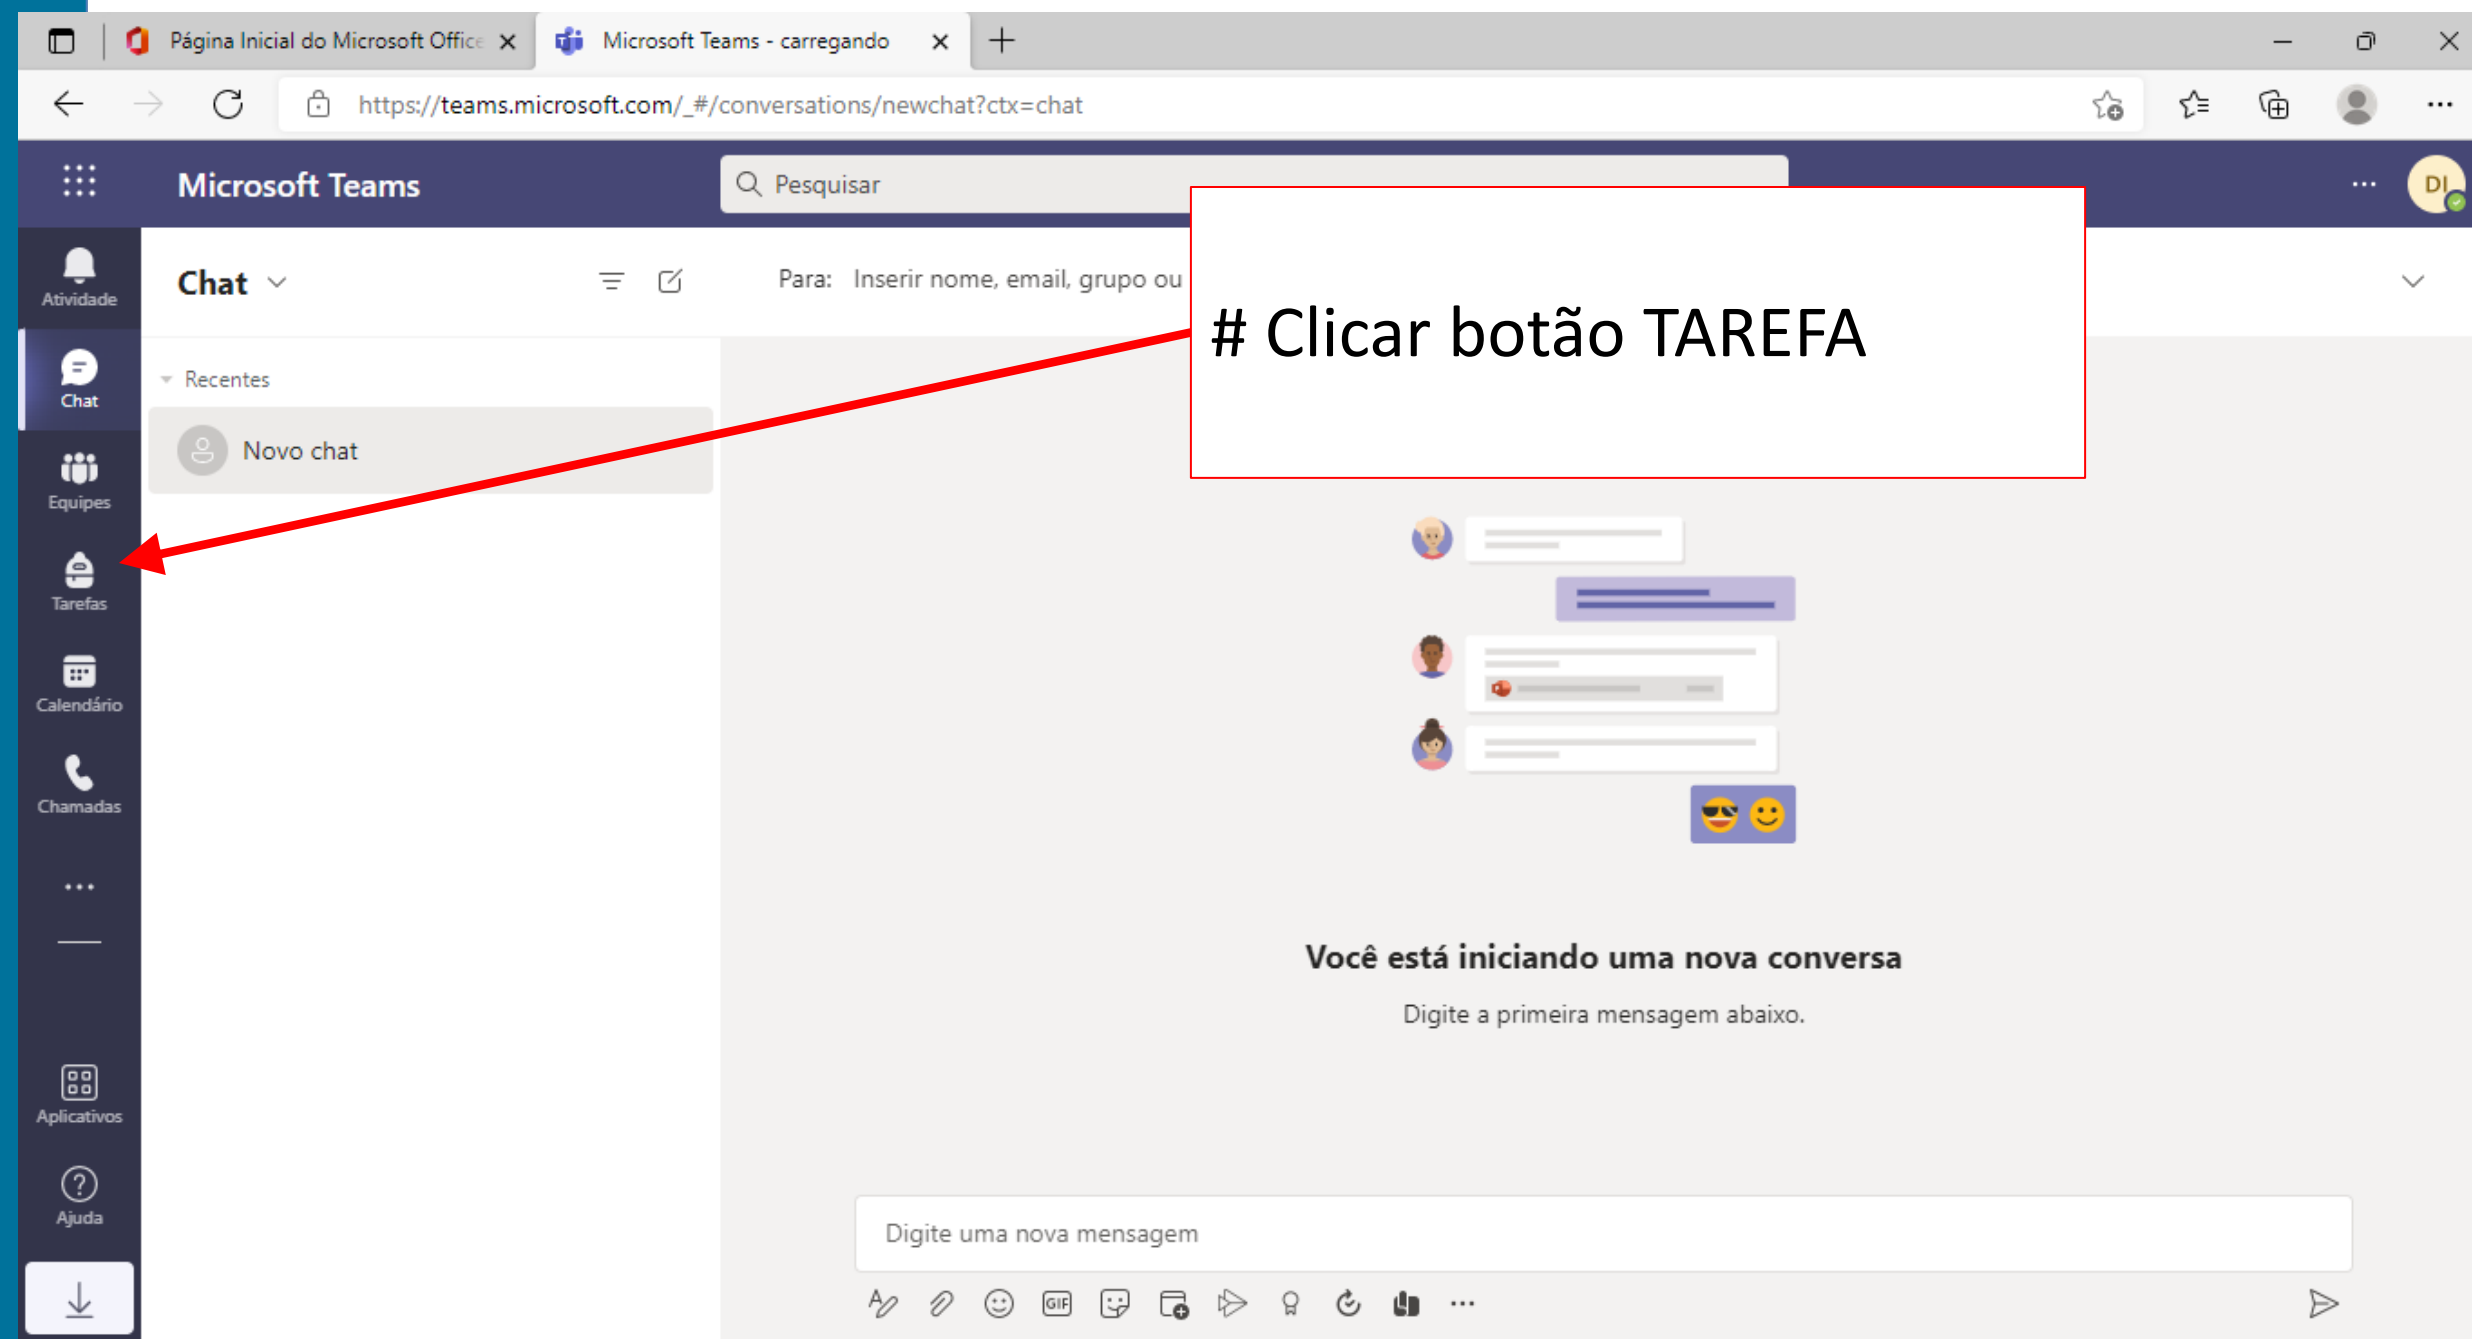 Página Inicial do Microsoft Office
Microsoft Teams - carregando
https://teams.microsoft.com/_#/conversations/newchat?ctx=chat
Microsoft Teams
Pesquisar
DI
Atividade
Chat
Para: Inserir nome, email, grupo ou
# Clicar botão TAREFA
Chat
Recentes
Novo chat
Equipes
Tarefas
Calendário
Chamadas
Você está iniciando uma nova conversa
Digite a primeira mensagem abaixo.
Aplicativos
Ajuda
Digite uma nova mensagem
GIF